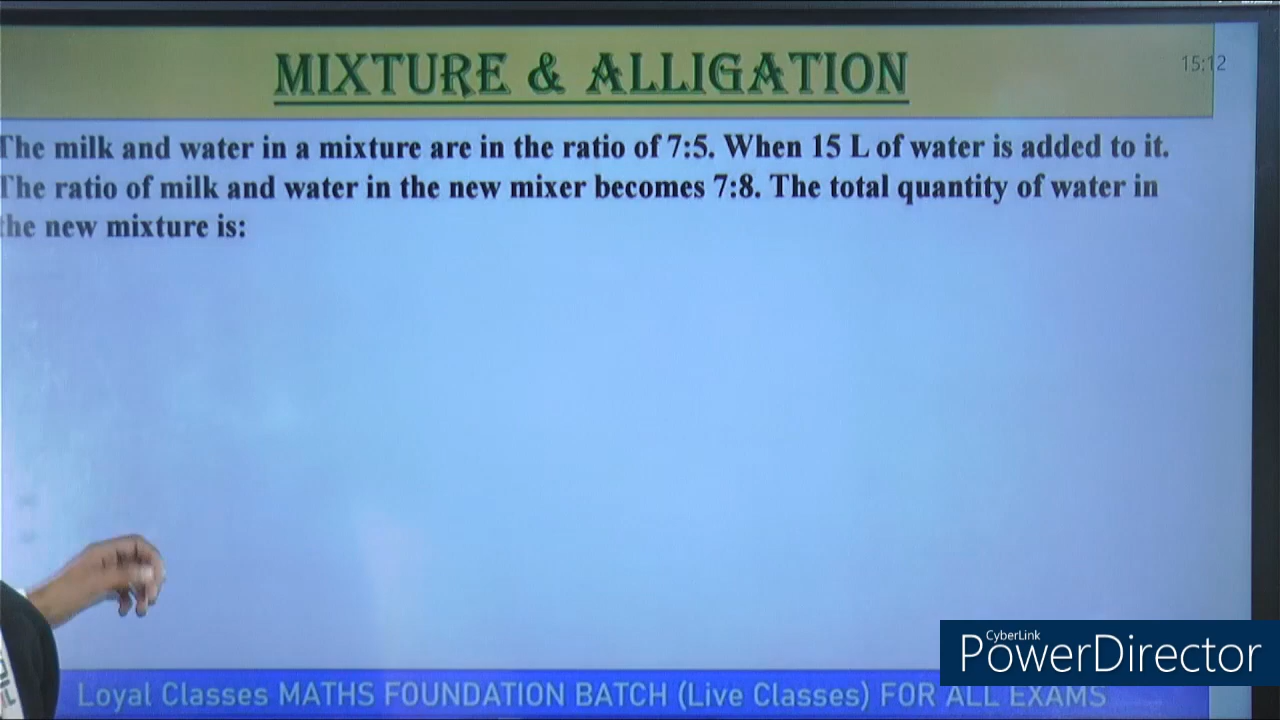 MIXTURE & ALLIGATION
15:12
The milk and water in a mixture are in the ratio of 7:5. When 15 L of water is added to it.
The ratio of milk and water in the new mixer becomes 7:8. The total quantity of water in
the new mixture is:
CyberLink
PowerDirector
Loyal Classes MATHS FOUNDATION BATCH (Live Classes) FOR ALL EXAMS